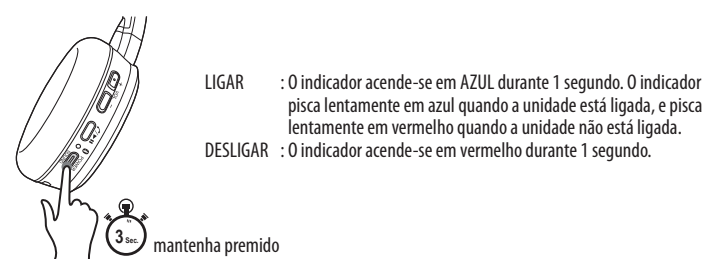 LIGAR : O indicador acende-se em AZUL durante 1 segundo. O indicador
pisca lentamente em azul quando a unidade está ligada, e pisca
lentamente em vermelho quando a unidade não está ligada.
DESLIGAR : O indicador acende-se em vermelho durante 1 segundo.
3 Sec.
mantenha premido